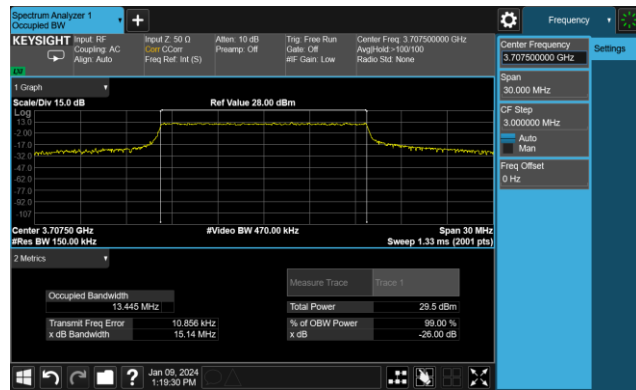 Spectrum Analyzer 1
Occupied BW
Frequency
KEYSIGHT
Input: RF
Coupling: AC
Align: Auto
Input Z: 50 Ω
Corr CCorr
Freq Ref: Int (S)
Atten: 10 dB
Preamp: Off
Trig: Free Run
Gate: Off
#IF Gain: Low
Center Freq: 3.707500000 GHz
Avg|Hold:>100/100
Radio Std: None
Center Frequency
3.707500000 GHz
Settings
Span
30.000 MHz
CF Step
3.000000 MHz
Auto
Man
Freq Offset
0 Hz
1 Graph
Scale/Div 15.0 dB
Ref Value 28.00 dBm
Log
13.0
-2.00
-17.0
-32.0
-47.0
-62.0
-77.0
-92.0
-107
Center 3.70750 GHz
#Video BW 470.00 kHz
Span 30 MHz
#Res BW 150.00 kHz
Sweep 1.33 ms (2001 pts)
2 Metrics
Measure Trace
Trace 1
Occupied Bandwidth
13.445 MHz
Total Power
29.5 dBm
Transmit Freq Error
10.856 kHz
% of OBW Power
99.00 %
x dB Bandwidth
15.14 MHz
x dB
-26.00 dB
?
Jan 09, 2024
1:19:30 PM